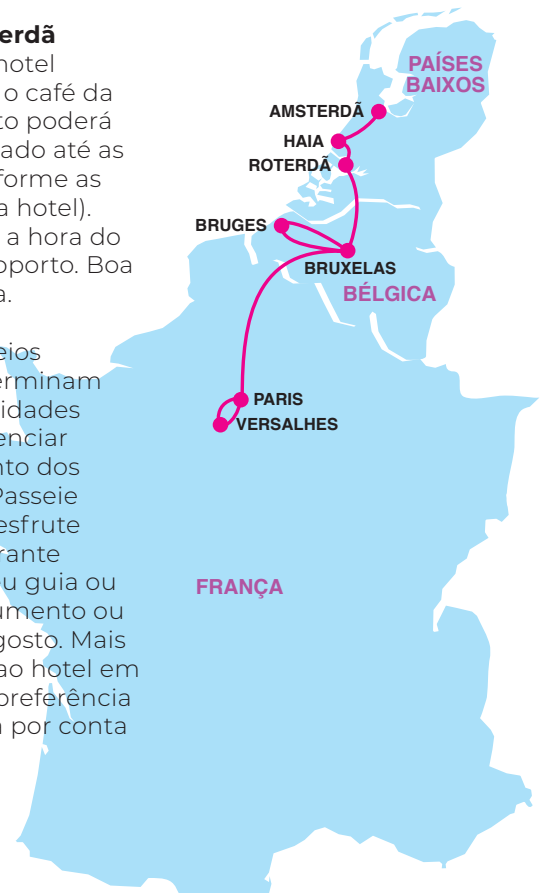 erdã
hotel
o café da
to poderá
ado até as
forme as
a hotel).
a hora do
oporto. Boa
a.
eios
erminam
idades
enciar
nto dos
Passeie
esfrute
rante
u guia ou
umento ou
gosto. Mais
ao hotel em
preferência
a por conta
PAÍSES
BAIXOS
AMSTERDÃ
HAIA
ROTERDÃ
BRUGES
BRUXELAS
BÉLGICA
PARIS
VERSALHES
FRANÇA